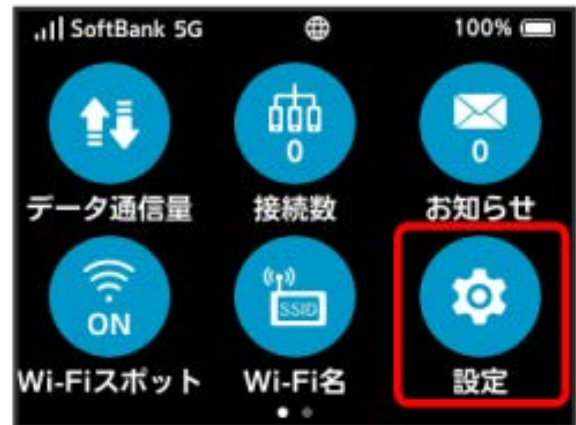 SoftBank 5G 100%
0 0
データ通信量 接続数 お知らせ
ON SSID
Wi-Fiスポット Wi-Fi名 設定